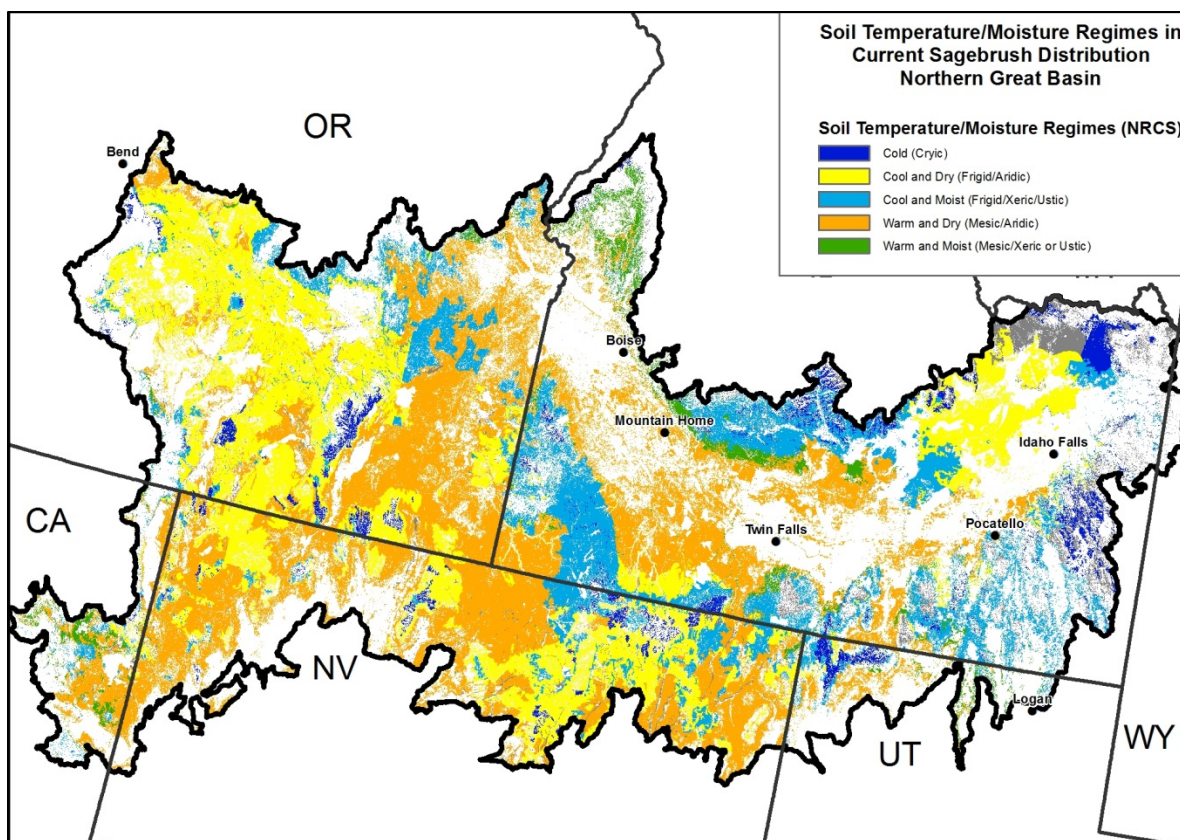 Soil Temperature/Moisture Regimes in
Current Sagebrush Distribution
Northern Great Basin
Soil Temperature/Moisture Regimes (NRCS)
Cold (Cryic)
Cool and Dry (Frigid/Aridic)
Cool and Moist (Frigid/Xeric/Ustic)
Warm and Dry (Mesic/Aridic)
Warm and Moist (Mesic/Xeric or Ustic)
OR
Bend
Boise
Mountain Home
Idaho Falls
CA
Twin Falls
Pocatello
NV
Logan
UT
WY